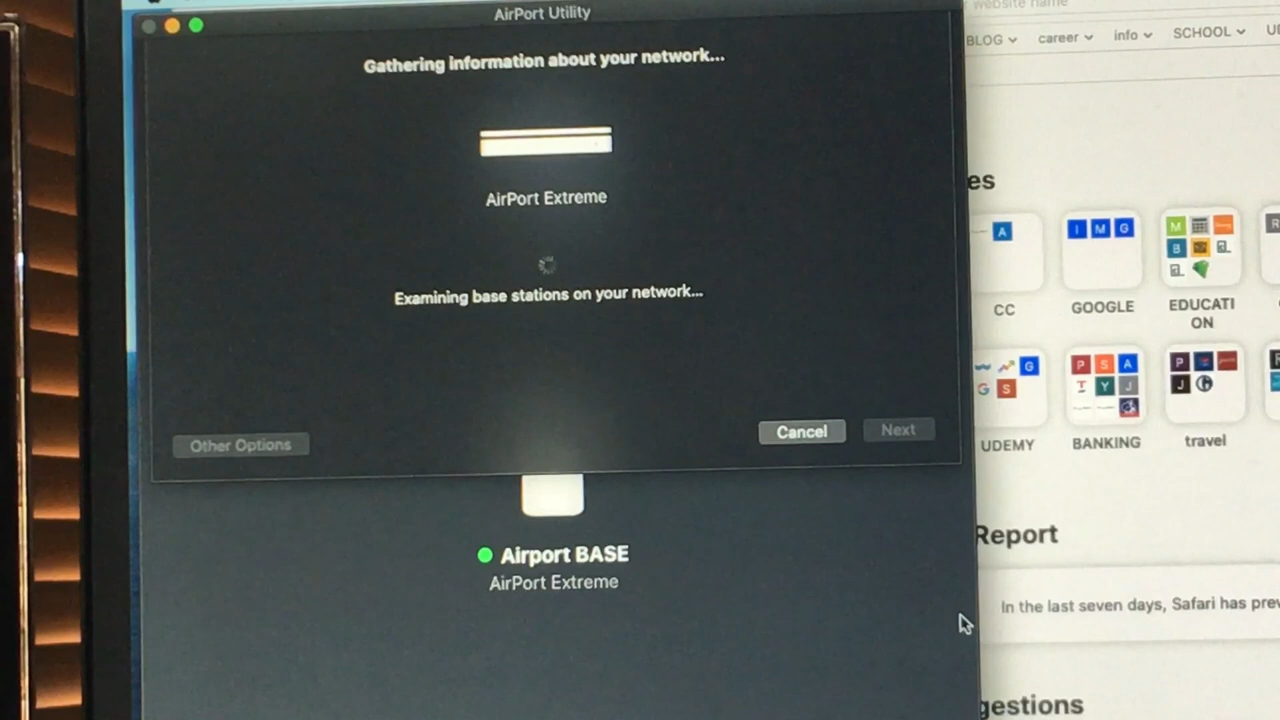 AirPort Utility
Gathering information about your network...
AirPort Extreme
Examining base stations on your network...
Other Options
Cancel
Next
Airport BASE
AirPort Extreme
website name
BLOG
career
info
SCHOOL
es
A
I M G
M
B
R
CC
GOOGLE
EDUCATI
ON
G
G S
P S A
T Y J
P
J
UDEMY
BANKING
travel
Report
In the last seven days, Safari has prev
gestions